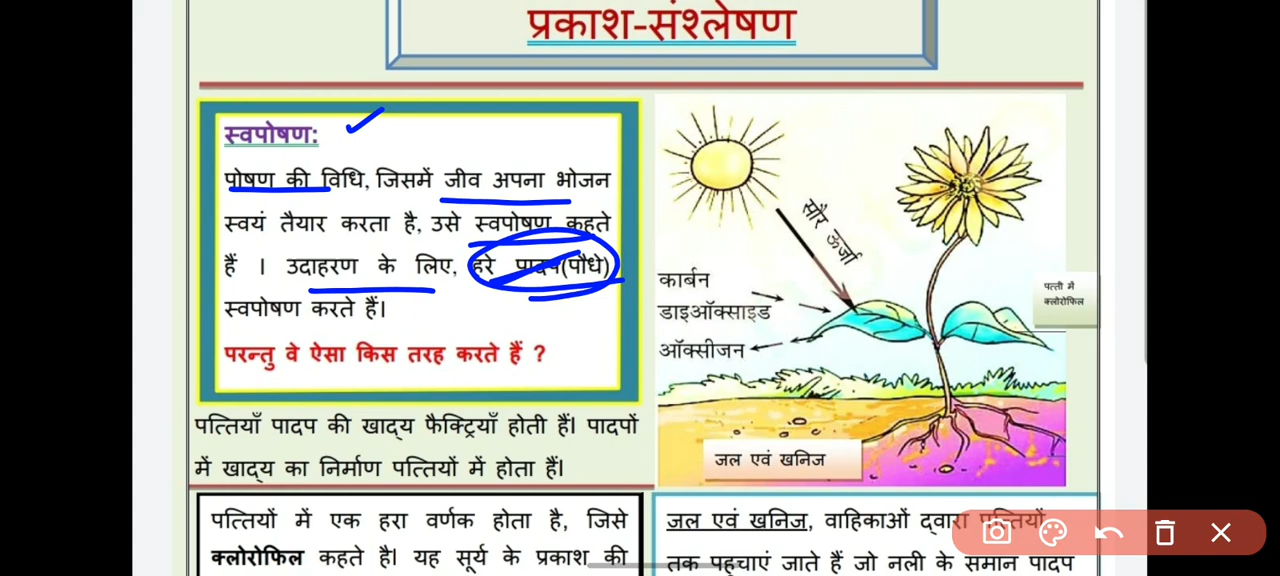 प्रकाश-संश्लेषण
स्वपोषण:
पोषण की विधि, जिसमें जीव अपना भोजन
स्वयं तैयार करता है, उसे स्वपोषण कहते
हैं । उदाहरण के लिए, हरे पादप(पौधे)
स्वपोषण करते हैं।
परन्तु वे ऐसा किस तरह करते हैं ?
पत्तियाँ पादप की खाद्य फैक्ट्रियाँ होती हैं। पादपों
में खाद्य का निर्माण पत्तियों में होता हैं।
सौर ऊर्जा
कार्बन
डाइऑक्साइड
ऑक्सीजन
पत्ती में
क्लोरोफिल
जल एवं खनिज
पत्तियों में एक हरा वर्णक होता है, जिसे
क्लोरोफिल कहते है। यह सूर्य के प्रकाश की
जल एवं खनिज, वाहिकाओं द्वारा पत्तियों
तक पहुचाएं जाते हैं जो नली के समान पादप